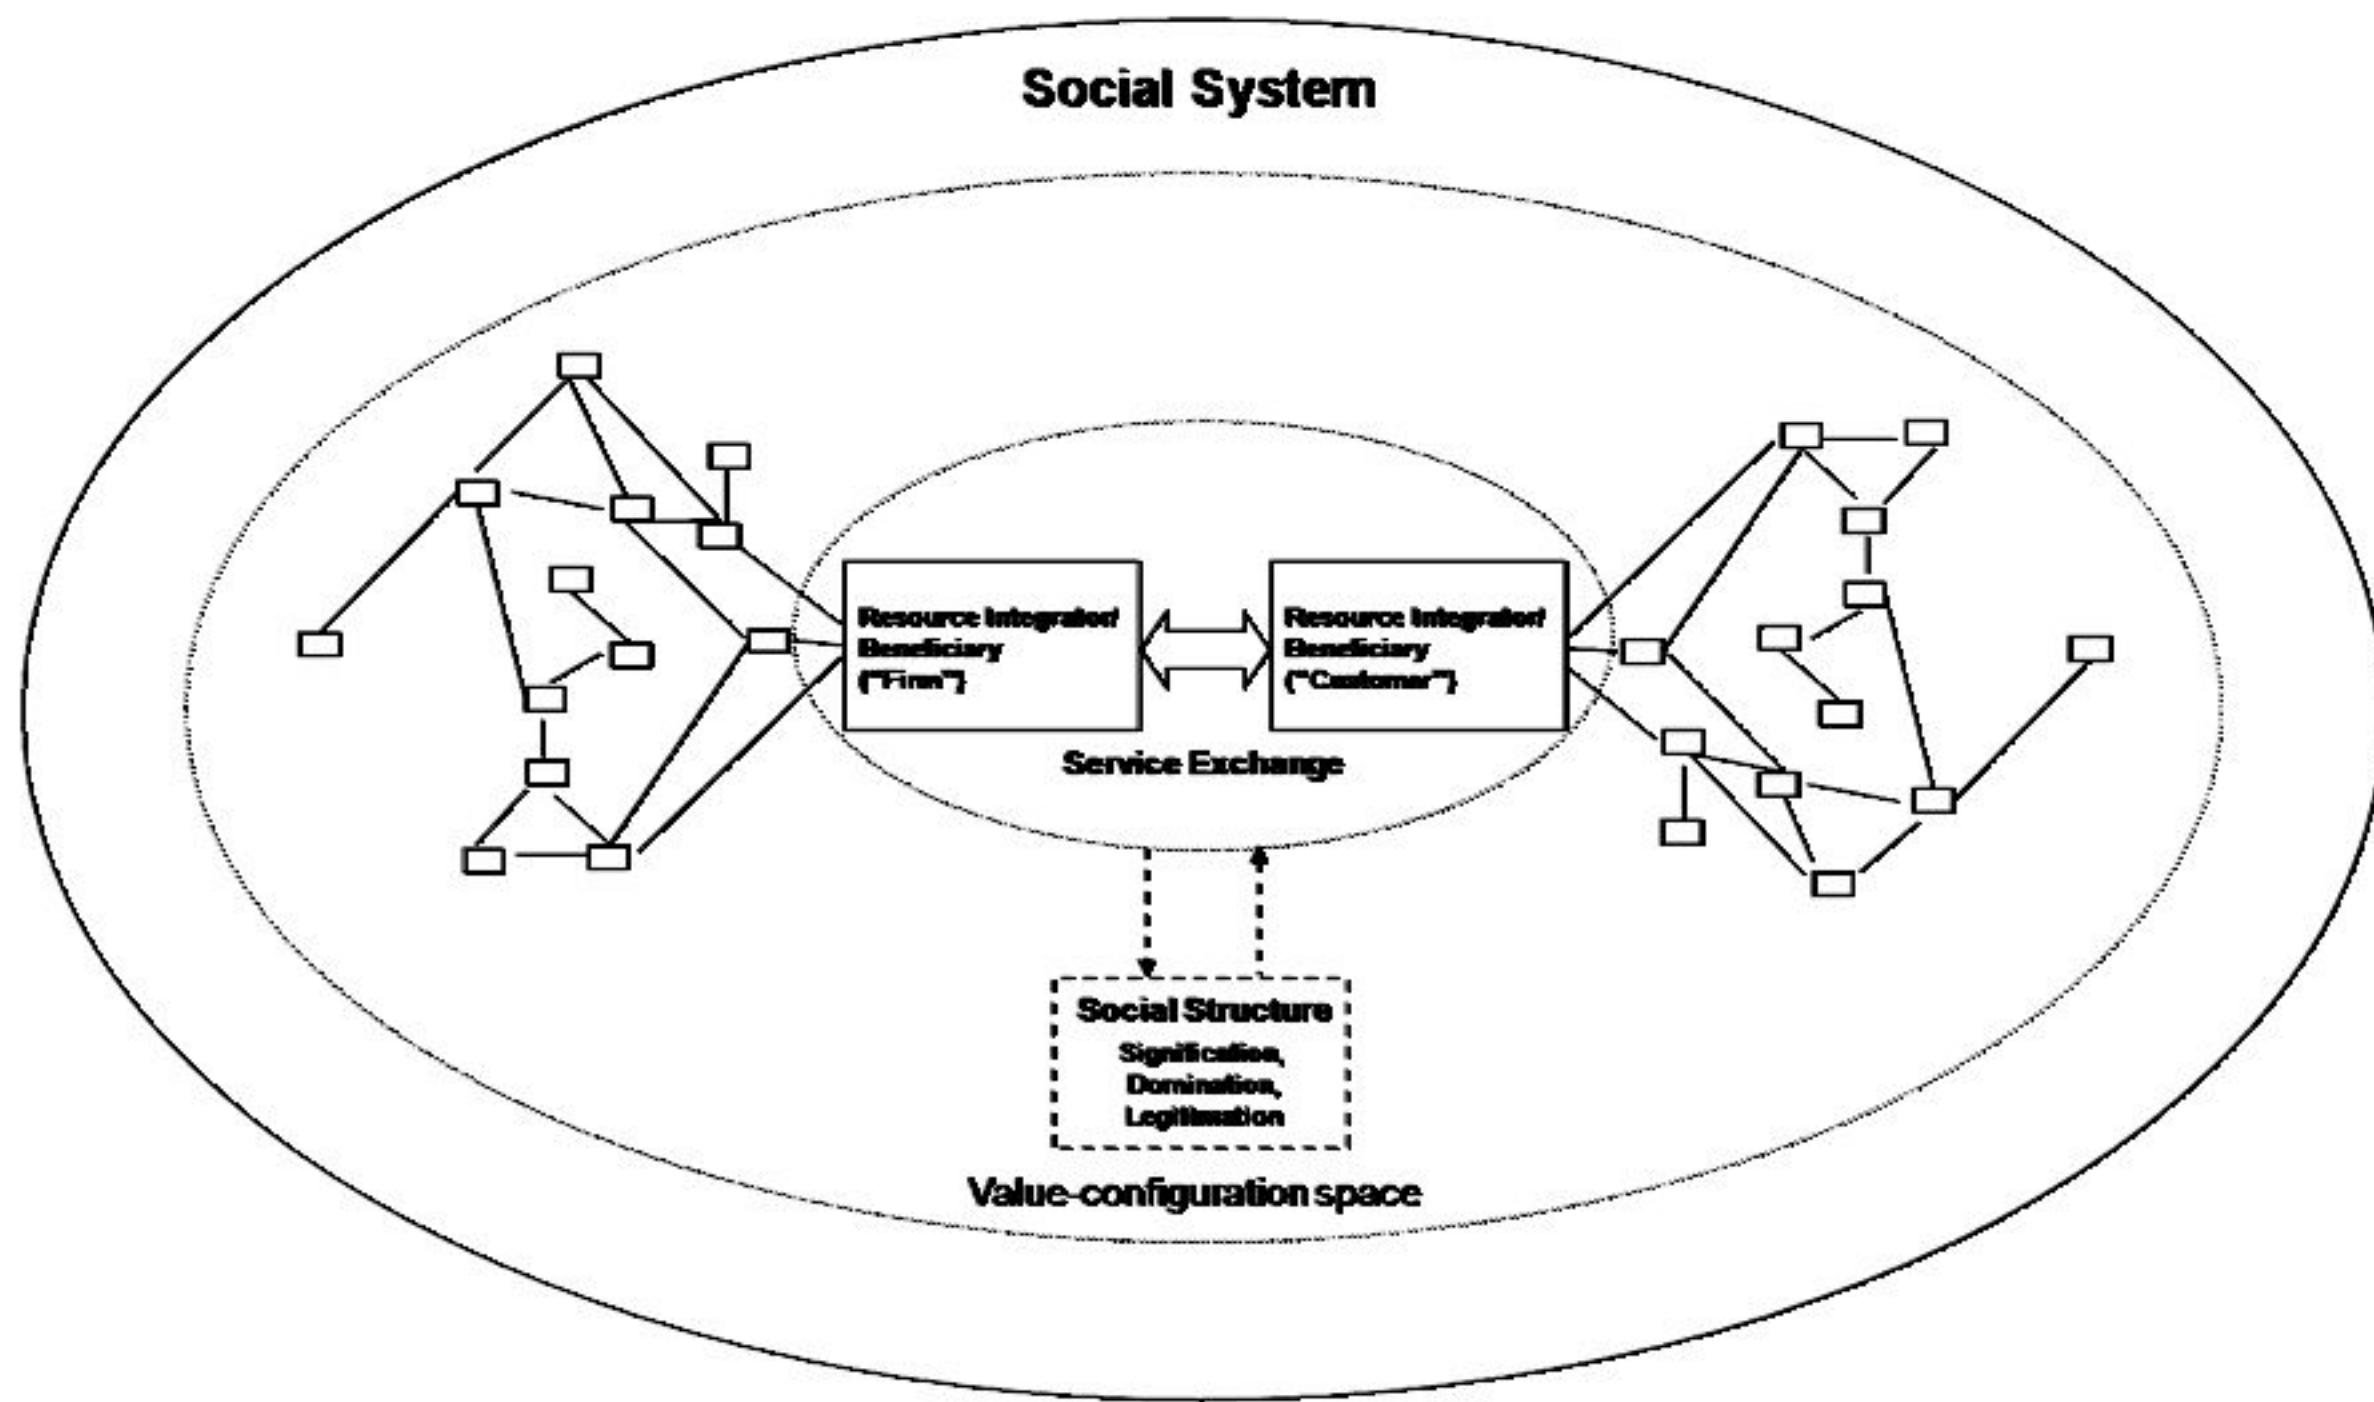 Social System
Resource Integrator/
Beneficiary
("Firm")
Resource Integrator/
Beneficiary
("Customer")
Service Exchange
Social Structure
Signification,
Domination,
Legitimation
Value-configuration space